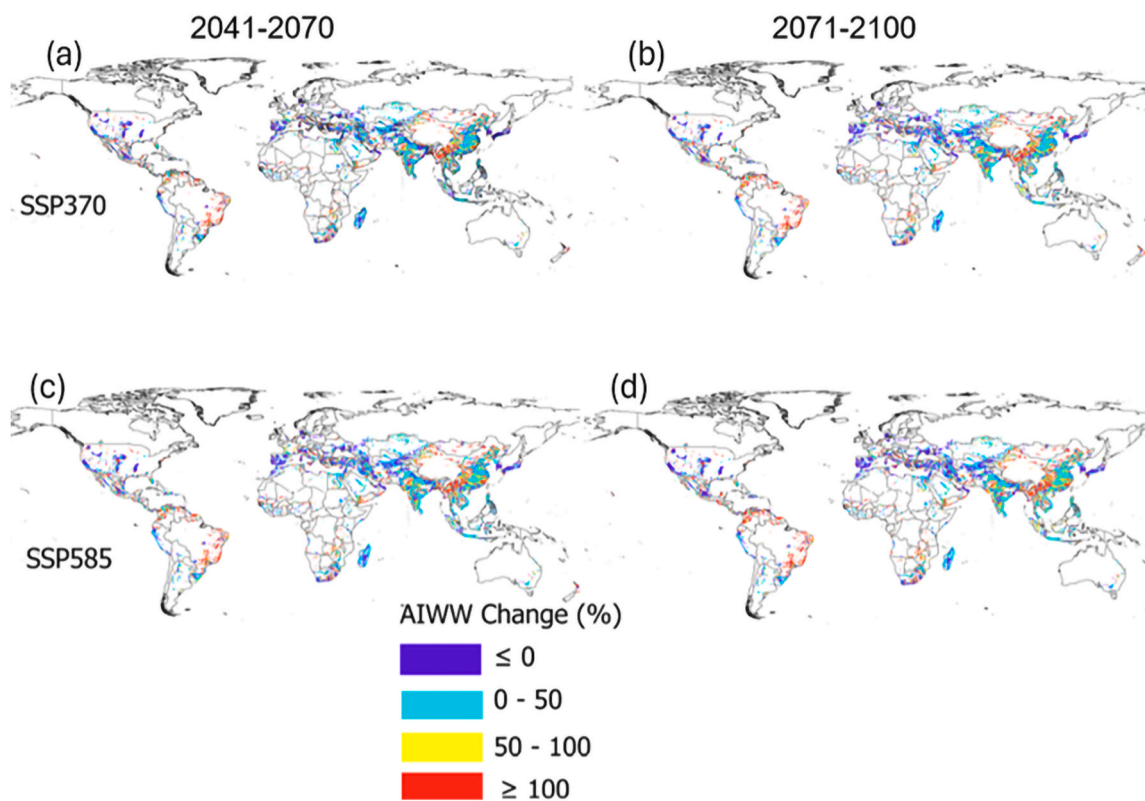 2041-2070
2071-2100
(a)
(b)
SSP370
(c)
(d)
SSP585
AIWW Change (%)
≤ 0
0 - 50
50 - 100
≥ 100